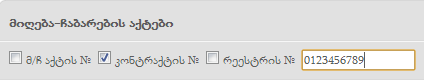 მიღება-ჩაბარების აქტები
მ/ჩ აქტის № კონტრაქტის № რეესტრის № 0123456789